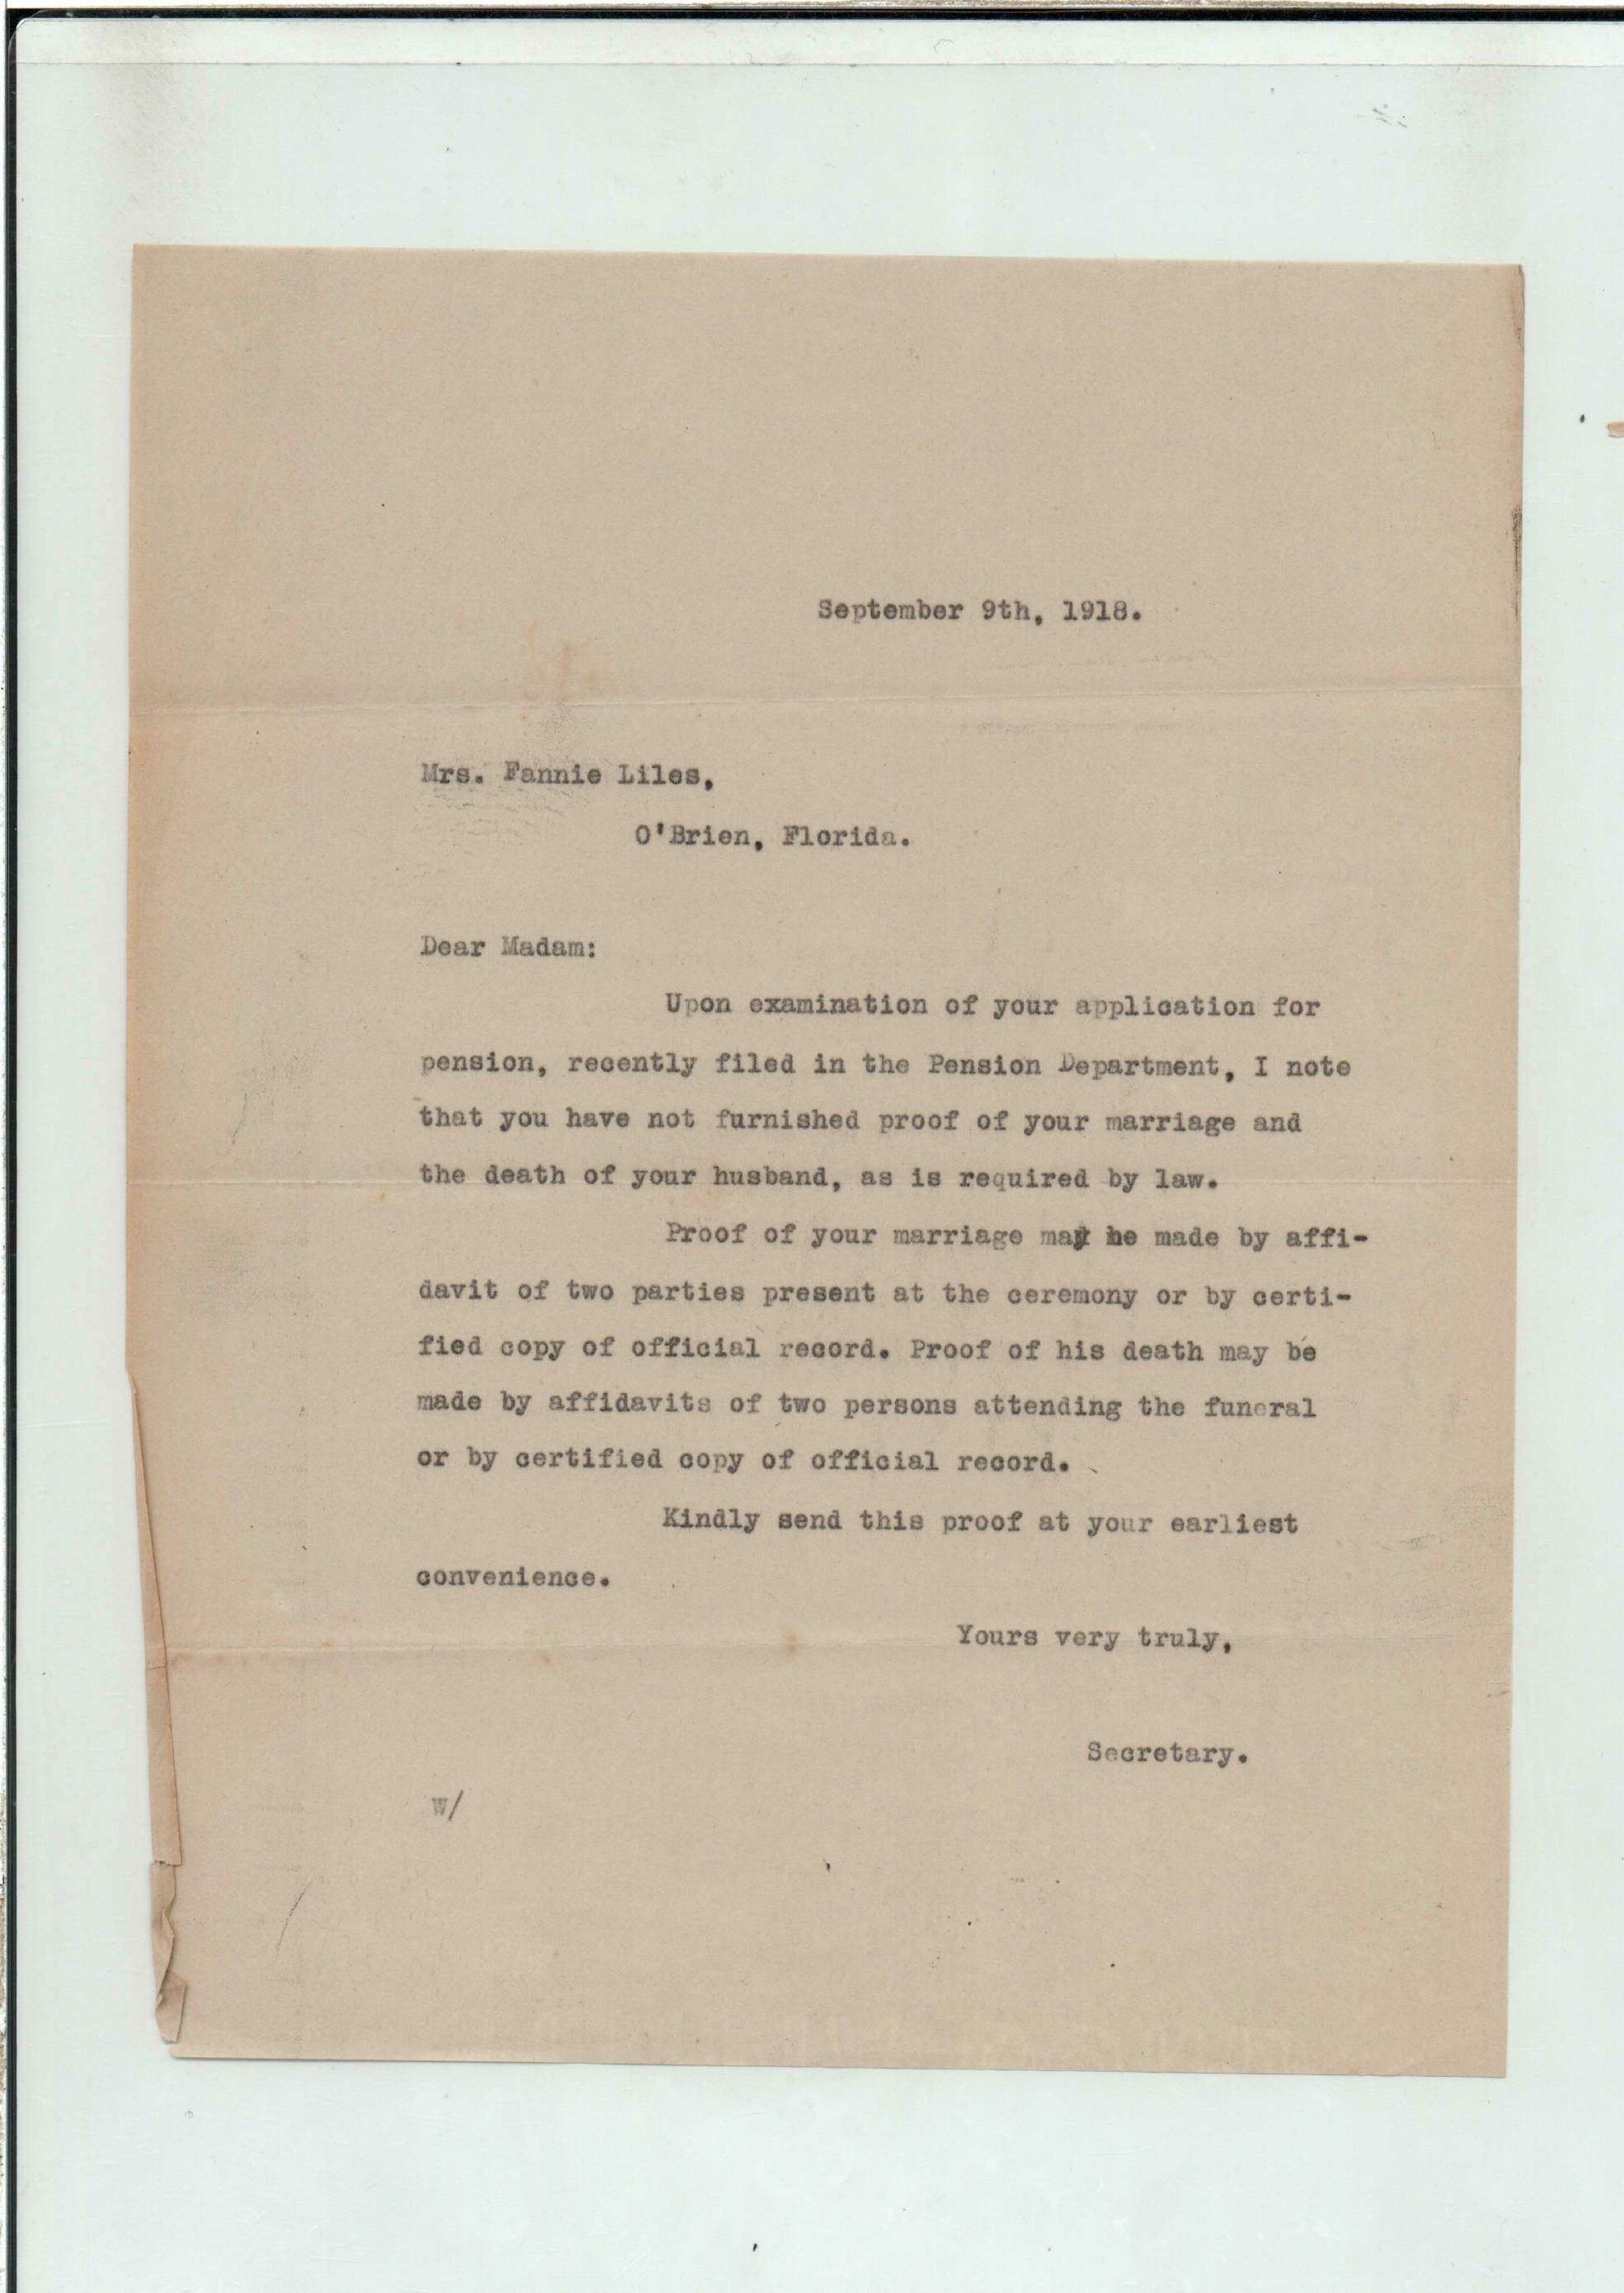 September 9th, 1918.
Mrs. Fannie Liles,
O'Brien, Florida.
Dear Madam:
Upon examination of your application for
pension, recently filed in the Pension Department, I note
that you have not furnished proof of your marriage and
the death of your husband, as is required by law.
Proof of your marriage may be made by affi-
davit of two parties present at the ceremony or by certi-
fied copy of official record. Proof of his death may be
made by affidavits of two persons attending the funeral
or by certified copy of official record.
Kindly send this proof at your earliest
convenience.
Yours very truly,
Secretary.
W/